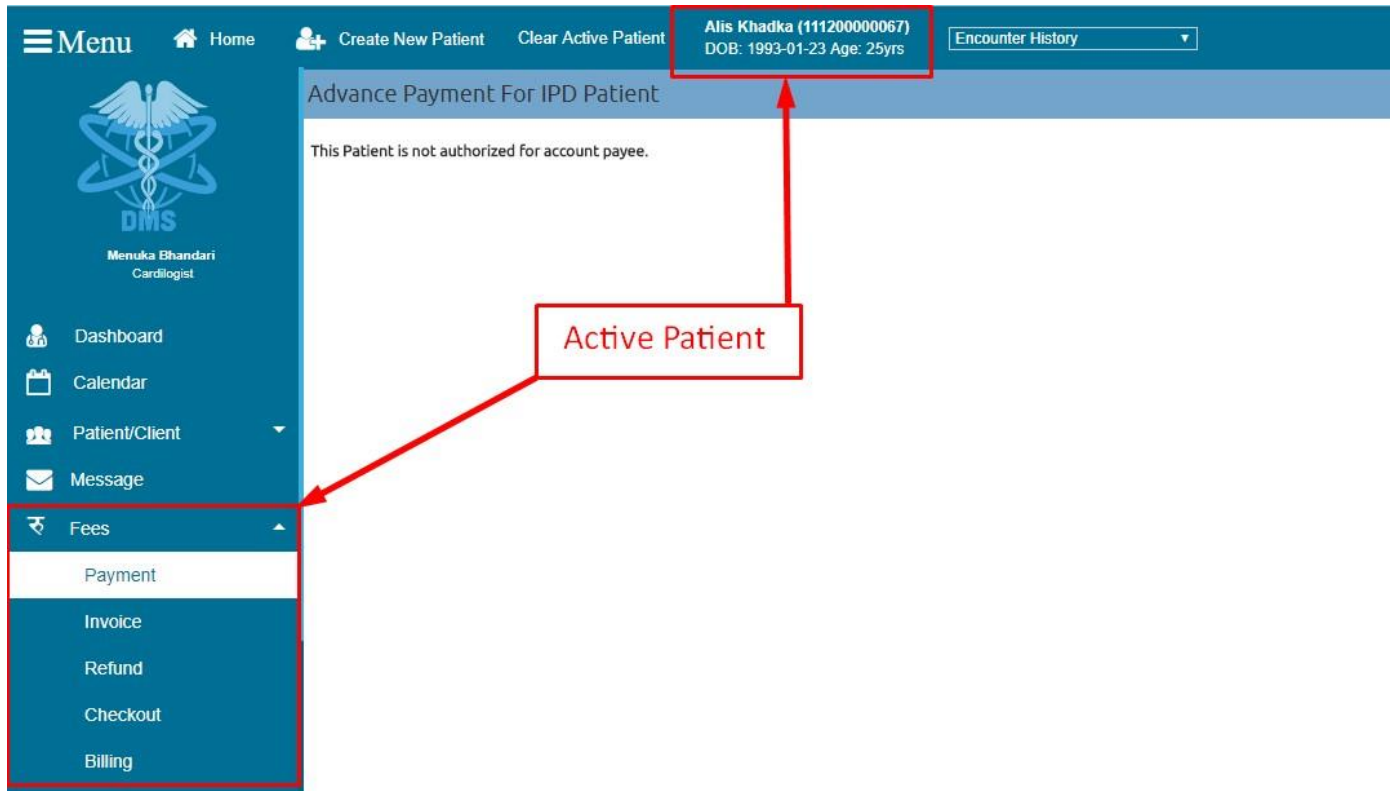 Menu
Home
Create New Patient
Clear Active Patient
Alis Khadka (111200000067)
DOB: 1993-01-23 Age: 25yrs
Encounter History
DMS
Menuka Bhandari
Cardilogist
Advance Payment For IPD Patient
This Patient is not authorized for account payee.
Active Patient
Dashboard
Calendar
Patient/Client
Message
रु Fees
Payment
Invoice
Refund
Checkout
Billing